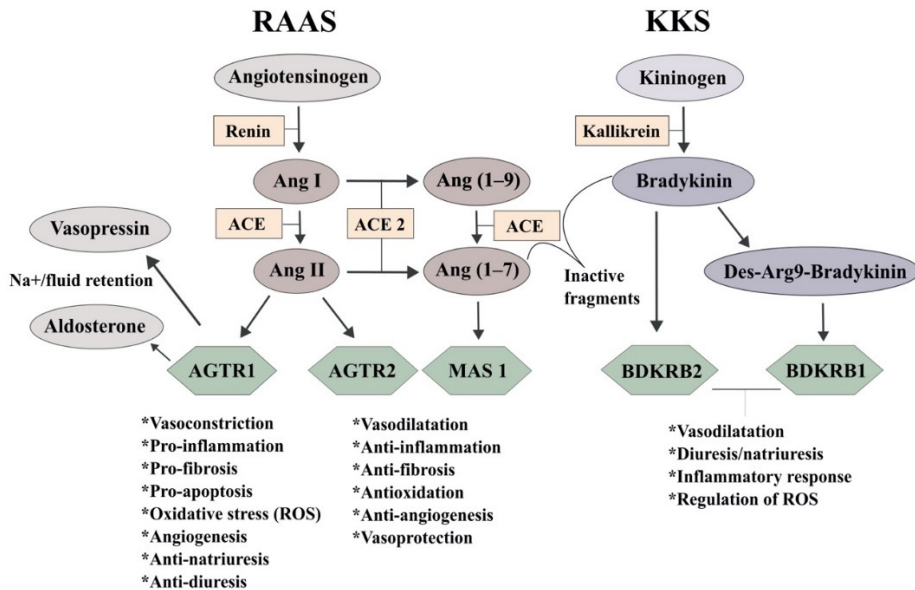 RAAS
KKS
Angiotensinogen
Kininogen
Renin
Kallikrein
Ang I
Ang (1–9)
Bradykinin
ACE
ACE 2
ACE
Vasopressin
Na+/fluid retention
Ang II
Ang (1–7)
Inactive
fragments
Des-Arg9-Bradykinin
Aldosterone
AGTR1
AGTR2
MAS 1
BDKRB2
BDKRB1
*Vasoconstriction
*Pro-inflammation
*Pro-fibrosis
*Pro-apoptosis
*Oxidative stress (ROS)
*Angiogenesis
*Anti-natriuresis
*Anti-diuresis
*Vasodilatation
*Anti-inflammation
*Anti-fibrosis
*Antioxidation
*Anti-angiogenesis
*Vasoprotection
*Vasodilatation
*Diuresis/natriuresis
*Inflammatory response
*Regulation of ROS